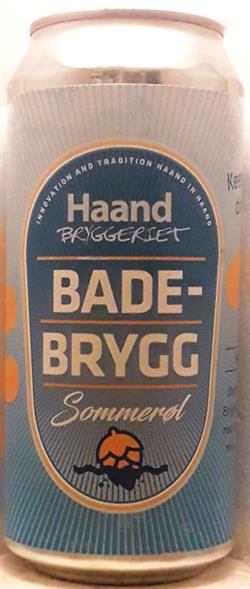 INNOVATION AND TRADITION HAAND IN HAAND
Haand
BRYGGERIET
BADE-
BRYGG
Sommerøl